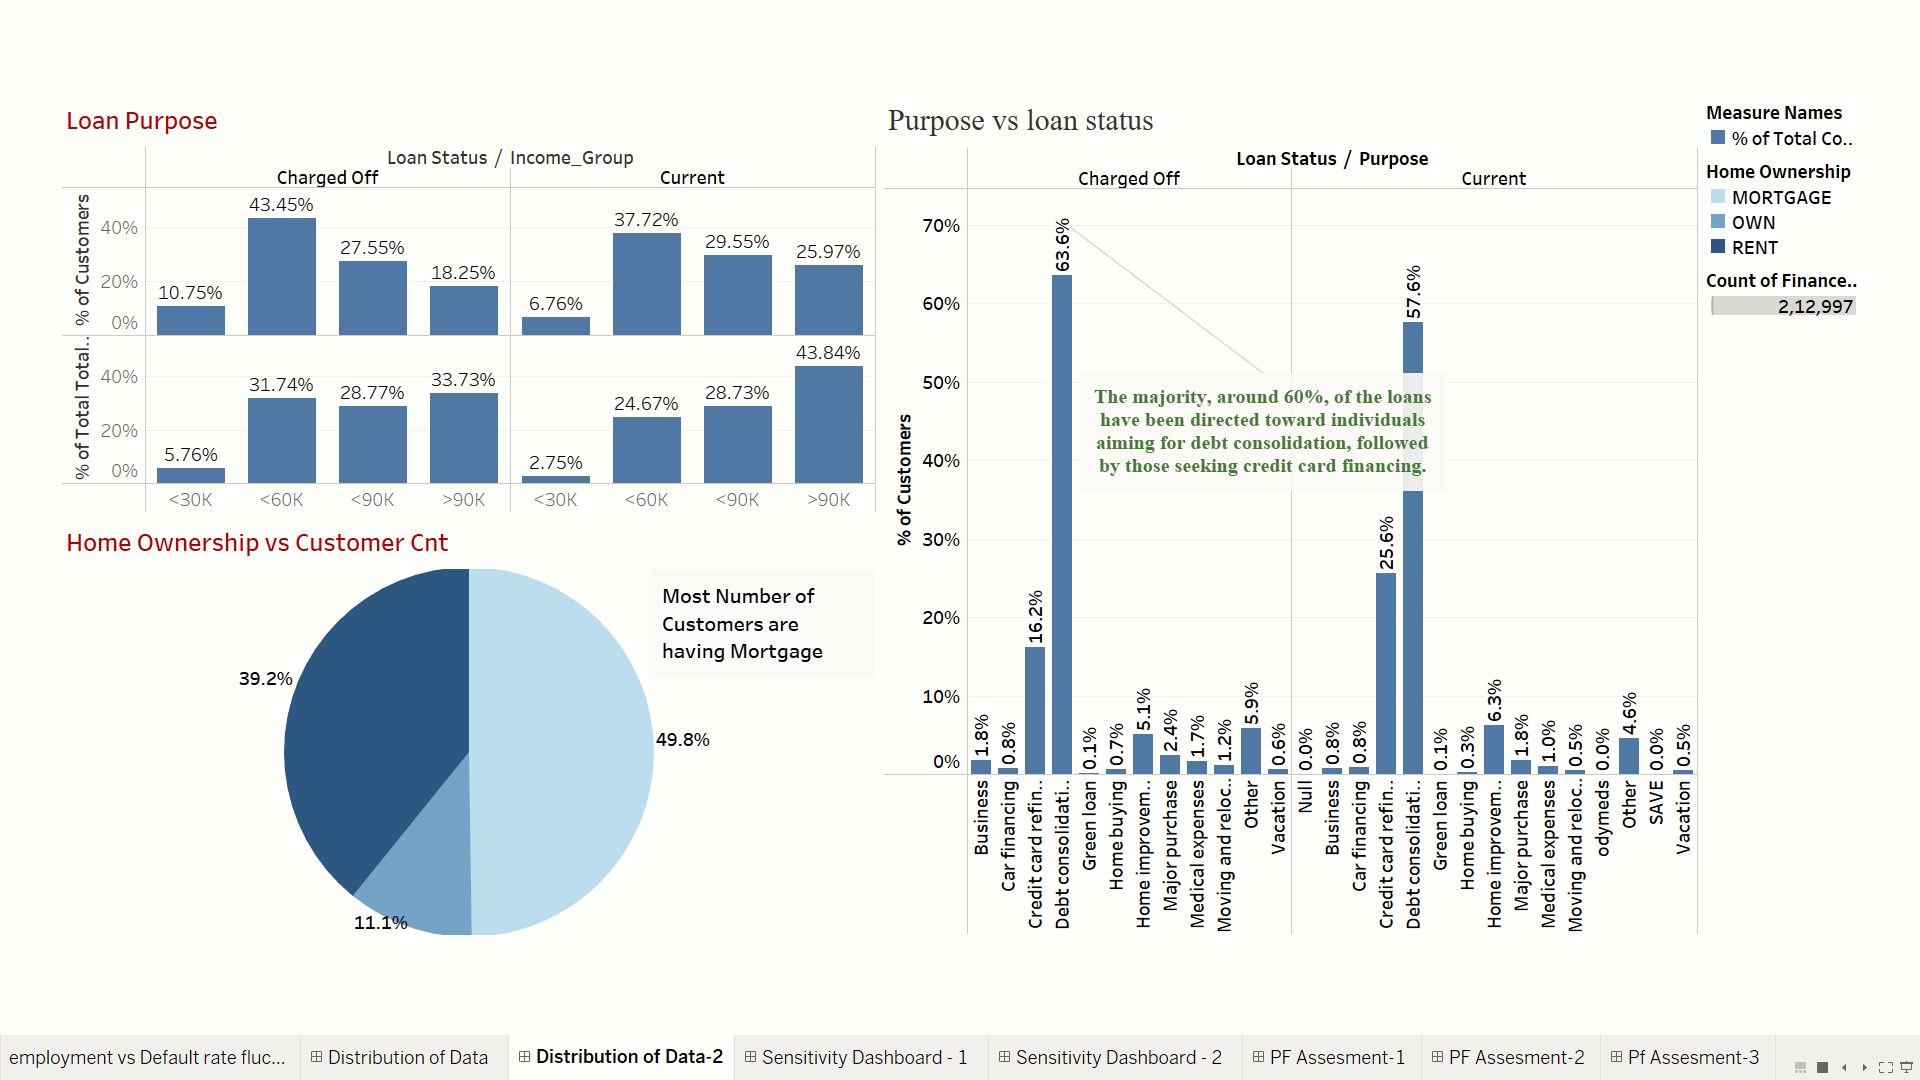 Loan Purpose
Loan Status / Income_Group
Charged Off
Current
% of Customers
40%
20%
0%
10.75%
43.45%
27.55%
18.25%
6.76%
37.72%
29.55%
25.97%
% of Total Total..
40%
20%
0%
5.76%
31.74%
28.77%
33.73%
2.75%
24.67%
28.73%
43.84%
<30K
<60K
<90K
>90K
<30K
<60K
<90K
>90K
Home Ownership vs Customer Cnt
Most Number of
Customers are
having Mortgage
39.2%
49.8%
11.1%
Purpose vs loan status
Loan Status / Purpose
Charged Off
Current
% of Customers
70%
60%
50%
40%
30%
20%
10%
0%
1.8%
0.8%
16.2%
63.6%
0.1%
0.7%
5.1%
2.4%
1.7%
1.2%
5.9%
0.6%
0.0%
0.8%
0.8%
25.6%
57.6%
0.1%
0.3%
6.3%
1.8%
1.0%
0.5%
0.0%
4.6%
0.0%
0.5%
The majority, around 60%, of the loans
have been directed toward individuals
aiming for debt consolidation, followed
by those seeking credit card financing.
Business
Car financing
Credit card refin..
Debt consolidati..
Green loan
Home buying
Home improvem..
Major purchase
Medical expenses
Moving and reloc..
Other
Vacation
Null
Business
Car financing
Credit card refin..
Debt consolidati..
Green loan
Home buying
Home improvem..
Major purchase
Medical expenses
Moving and reloc..
odymeds
Other
SAVE
Vacation
Measure Names
% of Total Co..
Home Ownership
MORTGAGE
OWN
RENT
Count of Finance..
2,12,997
employment vs Default rate fluc...
Distribution of Data
Distribution of Data-2
Sensitivity Dashboard - 1
Sensitivity Dashboard - 2
PF Assesment-1
PF Assesment-2
Pf Assesment-3